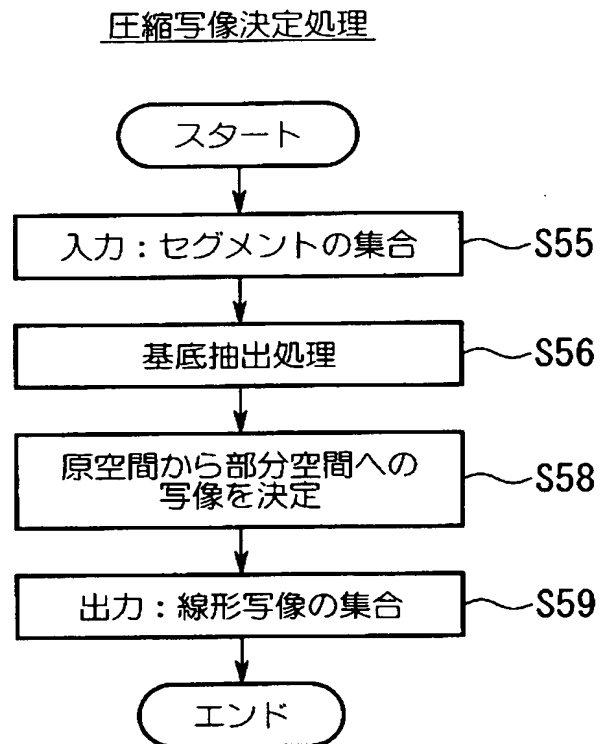 圧縮写像決定処理
スタート
入力：セグメントの集合
S55
基底抽出処理
S56
原空間から部分空間への
写像を決定
S58
出力：線形写像の集合
S59
エンド